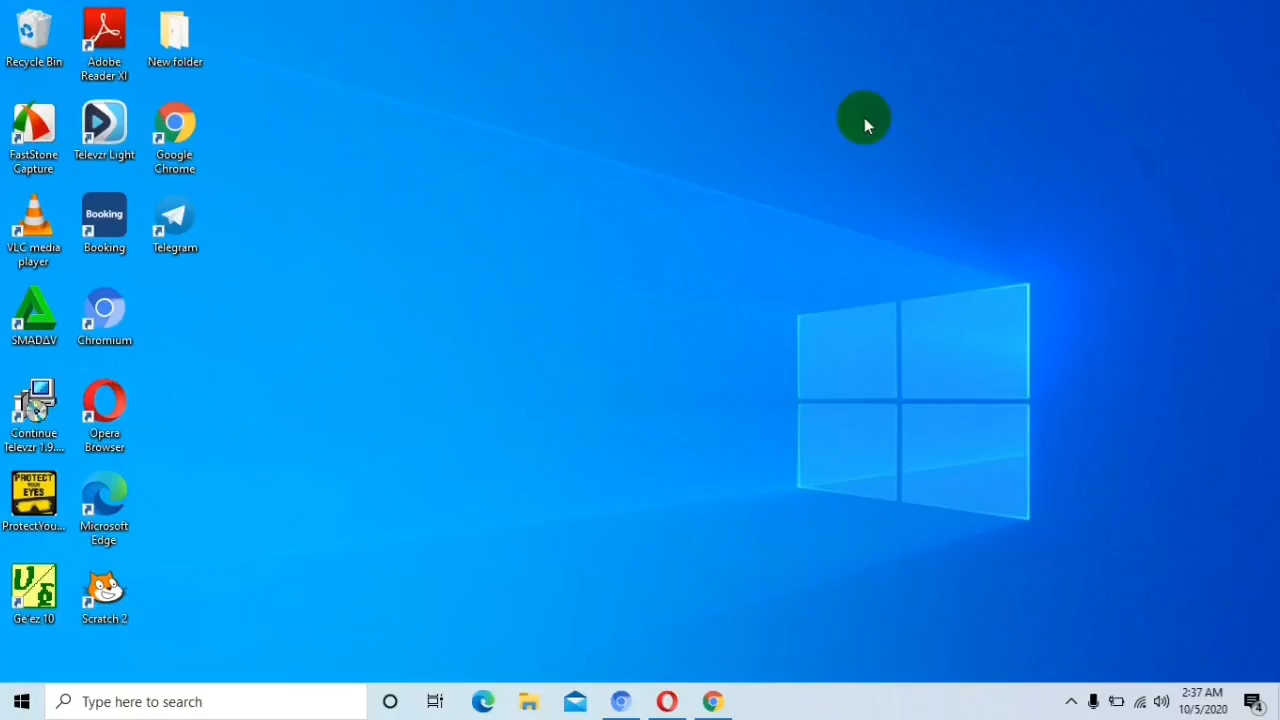 Recycle Bin
Adobe
Reader XI
New folder
FastStone
Capture
Televzr Light
Google
Chrome
VLC media
player
Booking
Booking
Telegram
SMADΔV
Chromium
Continue
Televzr 1.9....
Opera
Browser
PROTECT
YOUR
EYES
ProtectYou...
Microsoft
Edge
Ge'ez 10
Scratch 2
Type here to search
2:37 AM
10/5/2020
4